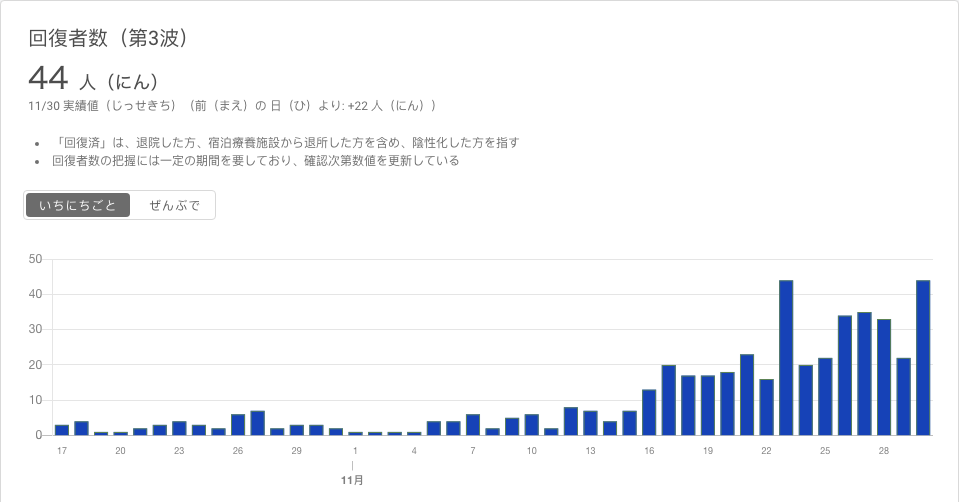 回復者数（第3波）
44 人（にん）
11/30 実績値（じっせきち）（前（まえ）の 日（ひ）より: +22 人（にん））
• 「回復済」は、退院した方、宿泊療養施設から退所した方を含め、陰性化した方を指す
• 回復者数の把握には一定の期間を要しており、確認次第数値を更新している
いちにちごと ぜんぶで
50
40
30
20
10
0
17 20 23 26 29 1 4 7 10 13 16 19 22 25 28
11月